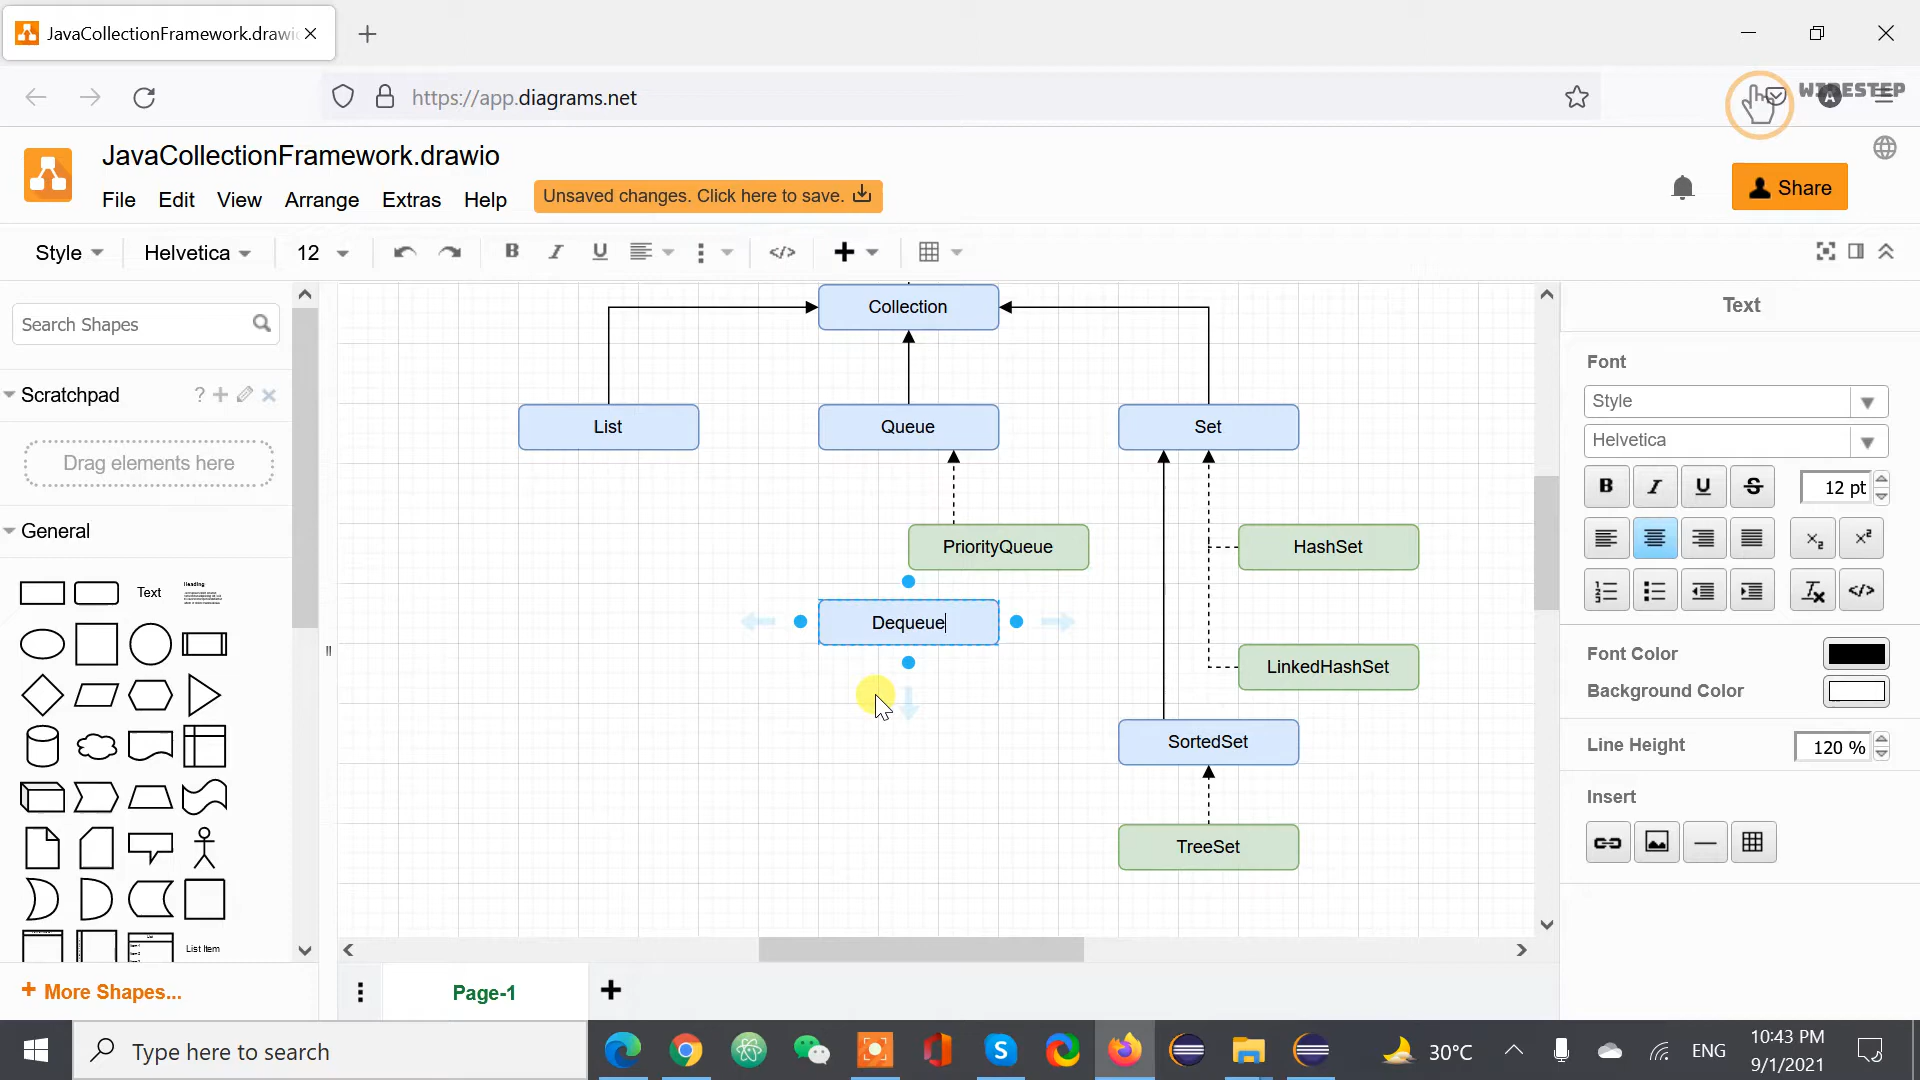 JavaCollectionFramework.drawio
https://app.diagrams.net
WISESTEP
A
JavaCollectionFramework.drawio
File Edit View Arrange Extras Help
Unsaved changes. Click here to save.
Share
Style Helvetica 12 B I U </>
Search Shapes
Scratchpad ?
Drag elements here
General
Text
Heading
List Item
More Shapes...
Collection
List Queue Set
PriorityQueue HashSet
Dequeue
LinkedHashSet
SortedSet
TreeSet
Page-1
Text
Font
Style
Helvetica
B I U S 12 pt
Font Color
Background Color
Line Height 120 %
Insert
Type here to search
30°C ENG
10:43 PM
9/1/2021